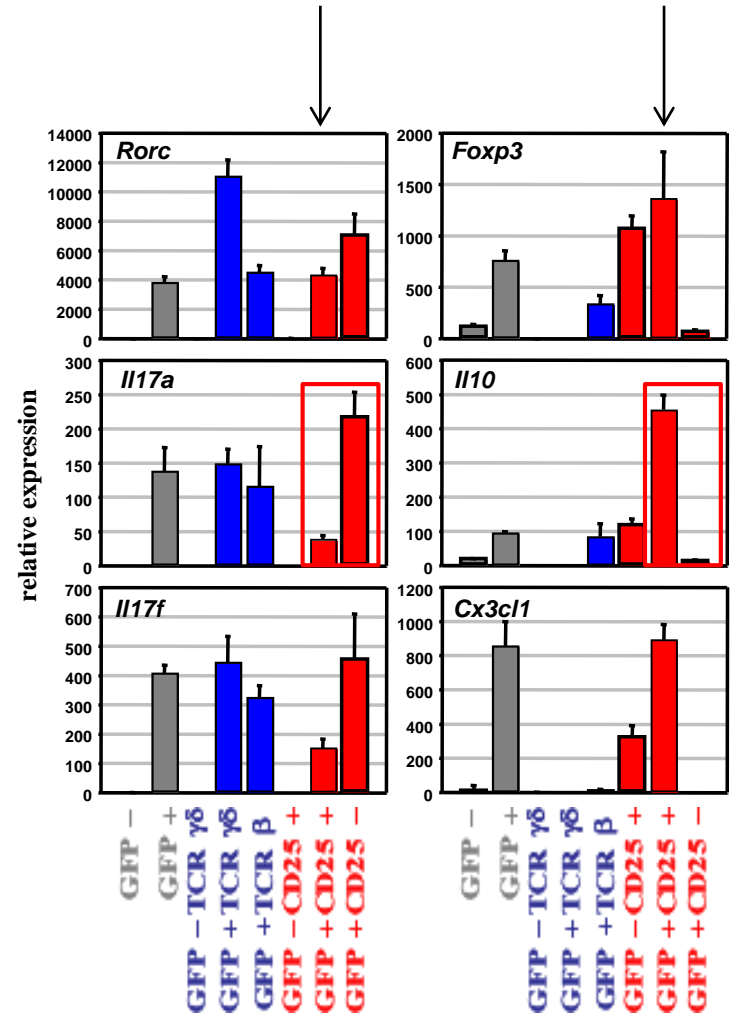 14000
12000
10000
8000
6000
4000
2000
0
Rorc
2000
1500
1000
500
0
Foxp3
300
250
200
150
100
50
0
Il17a
600
500
400
300
200
100
0
Il10
700
600
500
400
300
200
100
0
Il17f
1200
1000
800
600
400
200
0
Cx3cl1
relative expression
GFP −
GFP +
GFP − TCR γδ
GFP + TCR γδ
GFP + TCR β
GFP − CD25 +
GFP + CD25 +
GFP + CD25 −
GFP −
GFP +
GFP − TCR γδ
GFP + TCR γδ
GFP + TCR β
GFP − CD25 +
GFP + CD25 +
GFP + CD25 −